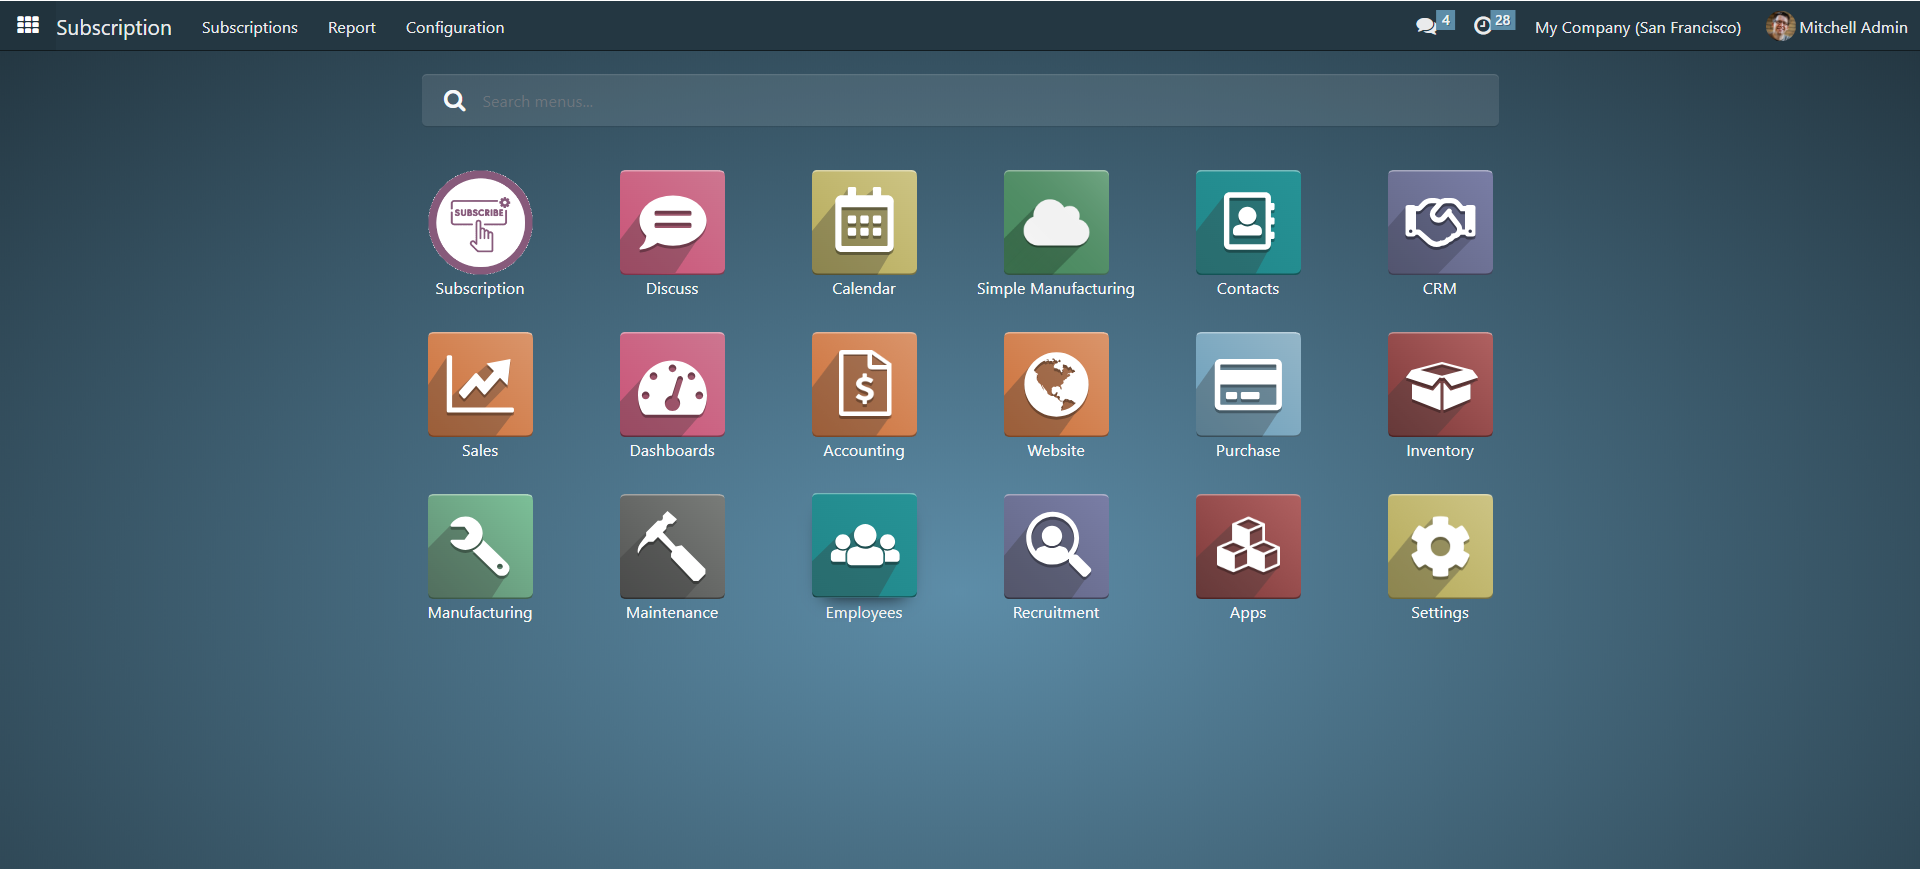 Subscription Subscriptions Report Configuration 4 28 My Company (San Francisco) Mitchell Admin
Search menus...
SUBSCRIBE
Subscription Discuss Calendar Simple Manufacturing Contacts CRM
$
Sales Dashboards Accounting Website Purchase Inventory
Manufacturing Maintenance Employees Recruitment Apps Settings